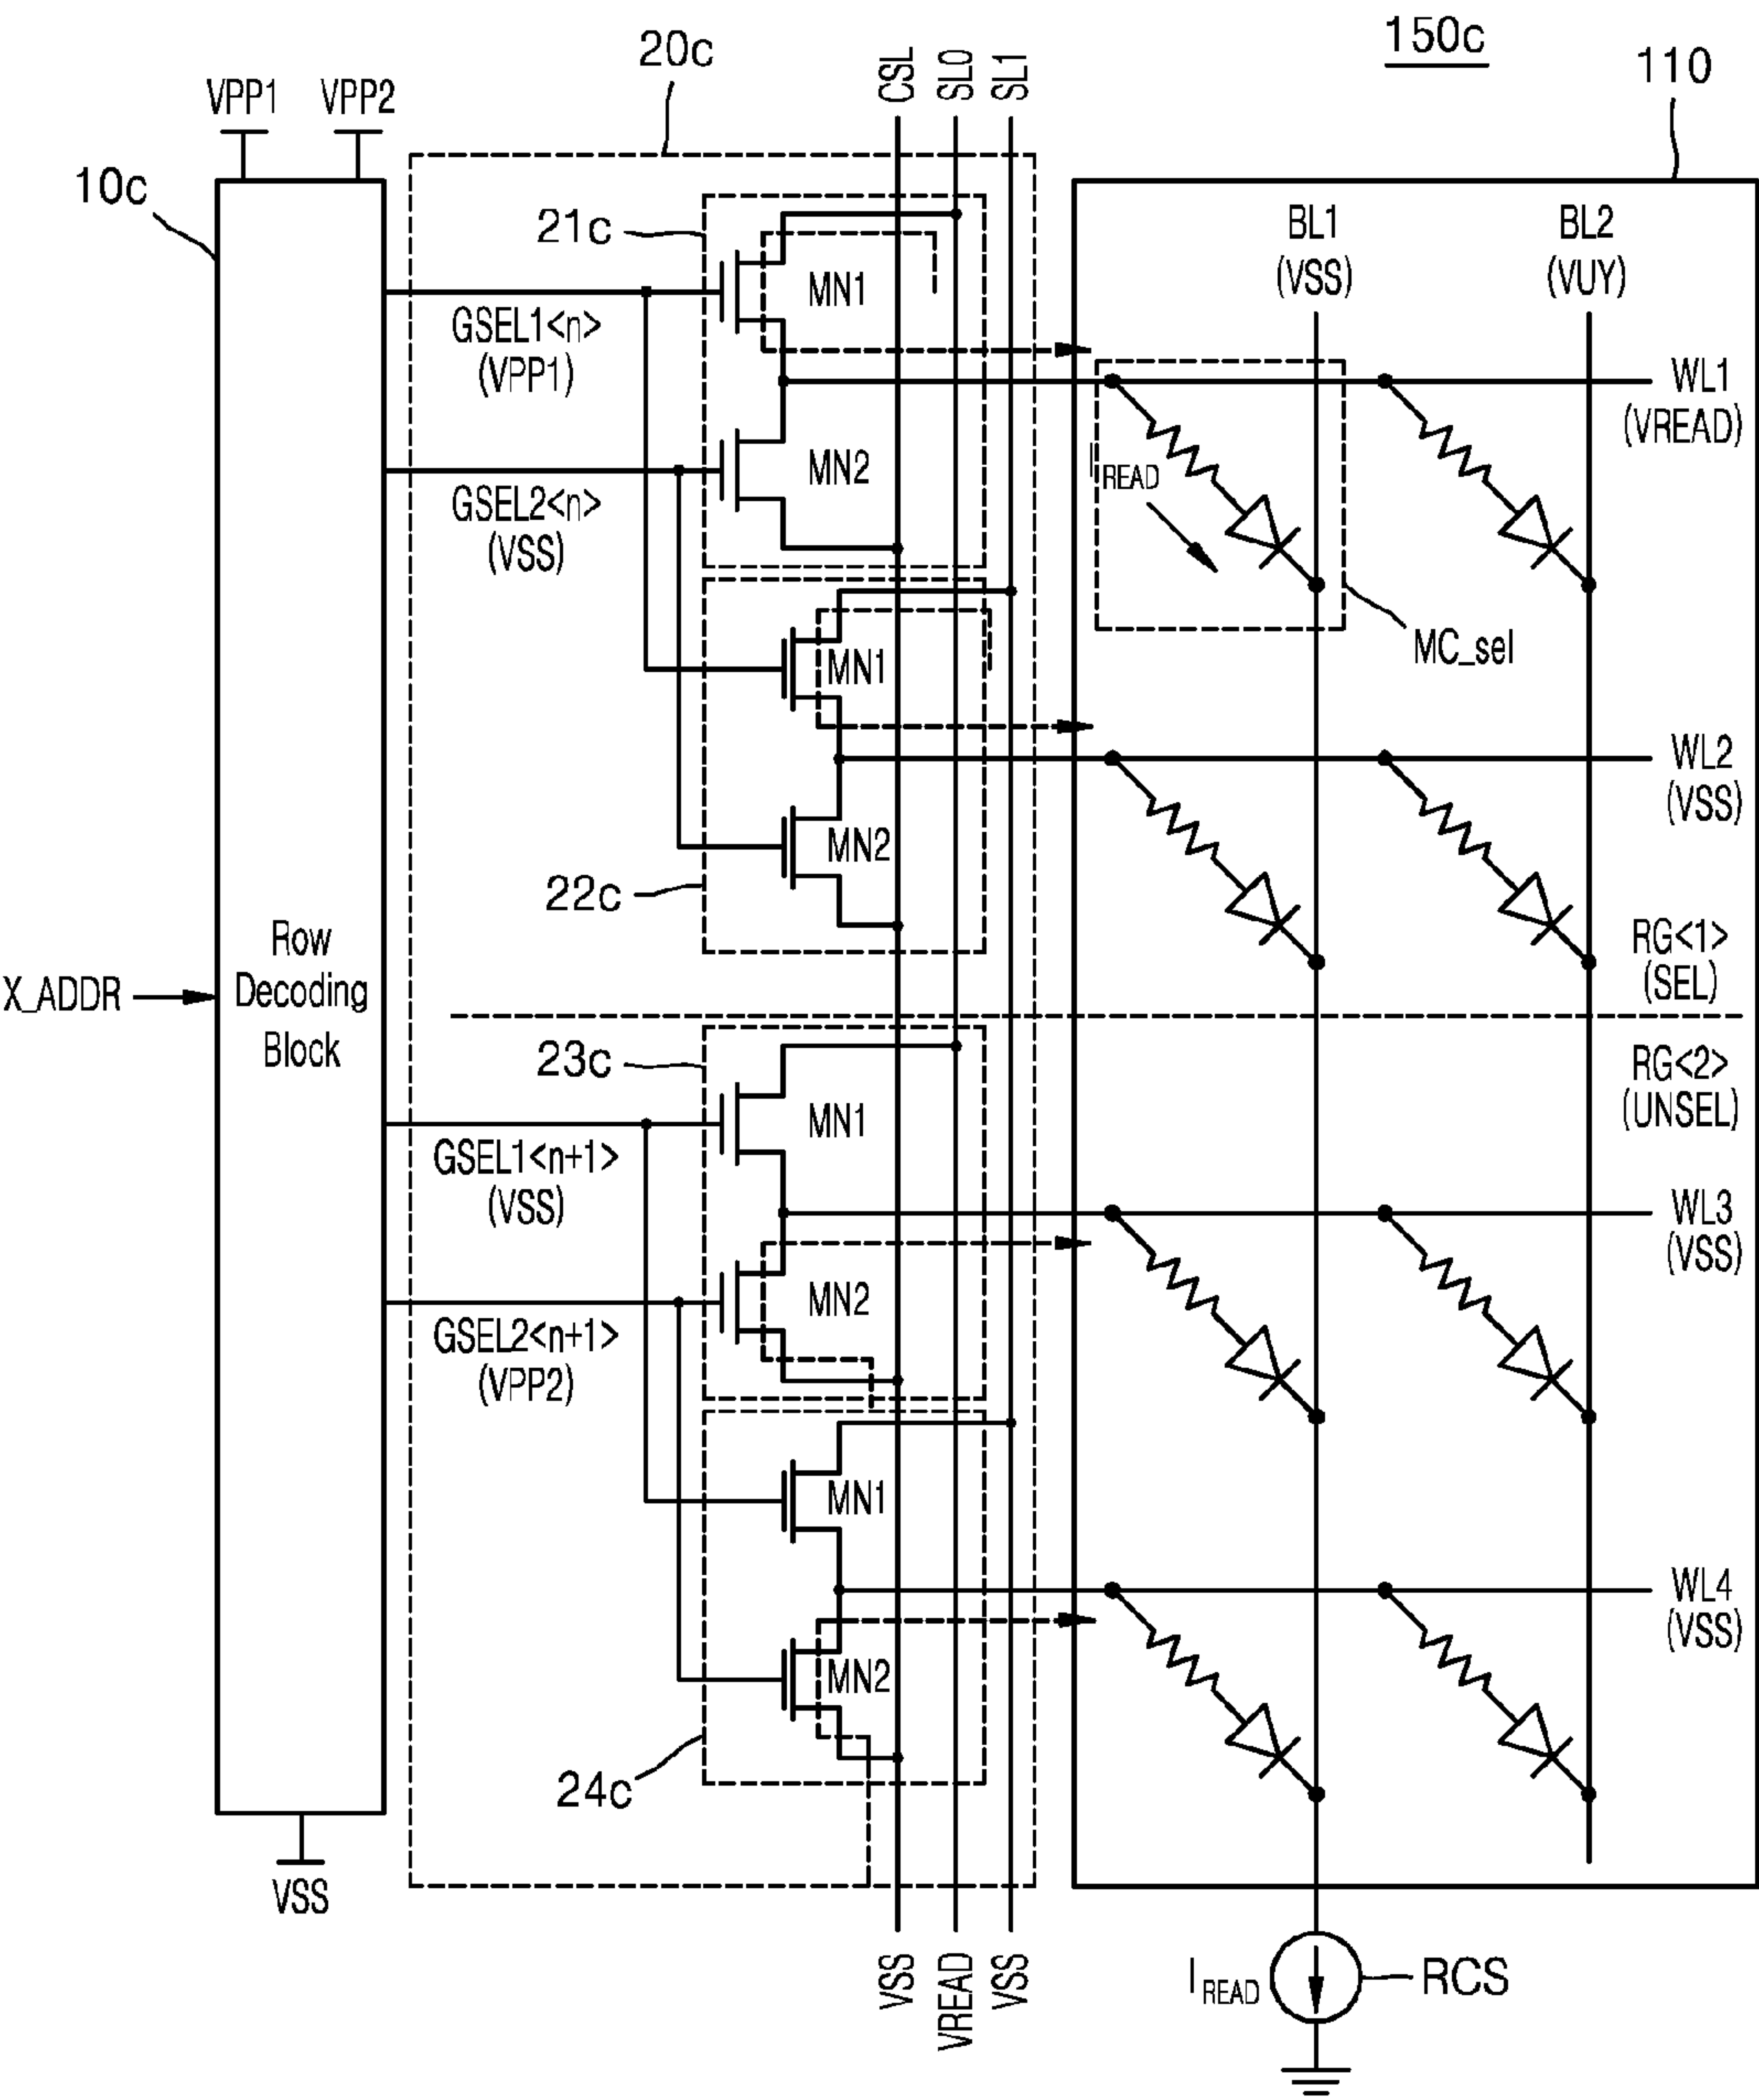 150c
20c
CSL
SL0
SL1
110
VPP1
VPP2
10c
21c
MN1
GSEL1<n>
(VPP1)
MN2
GSEL2<n>
(VSS)
BL1
(VSS)
BL2
(VUY)
WL1
(VREAD)
IREAD
MC_sel
MN1
MN2
22c
WL2
(VSS)
RG<1>
(SEL)
X_ADDR
Row
Decoding
Block
23c
MN1
GSEL1<n+1>
(VSS)
MN2
GSEL2<n+1>
(VPP2)
RG<2>
(UNSEL)
WL3
(VSS)
MN1
MN2
24c
WL4
(VSS)
VSS
VSS
VREAD
VSS
IREAD
RCS